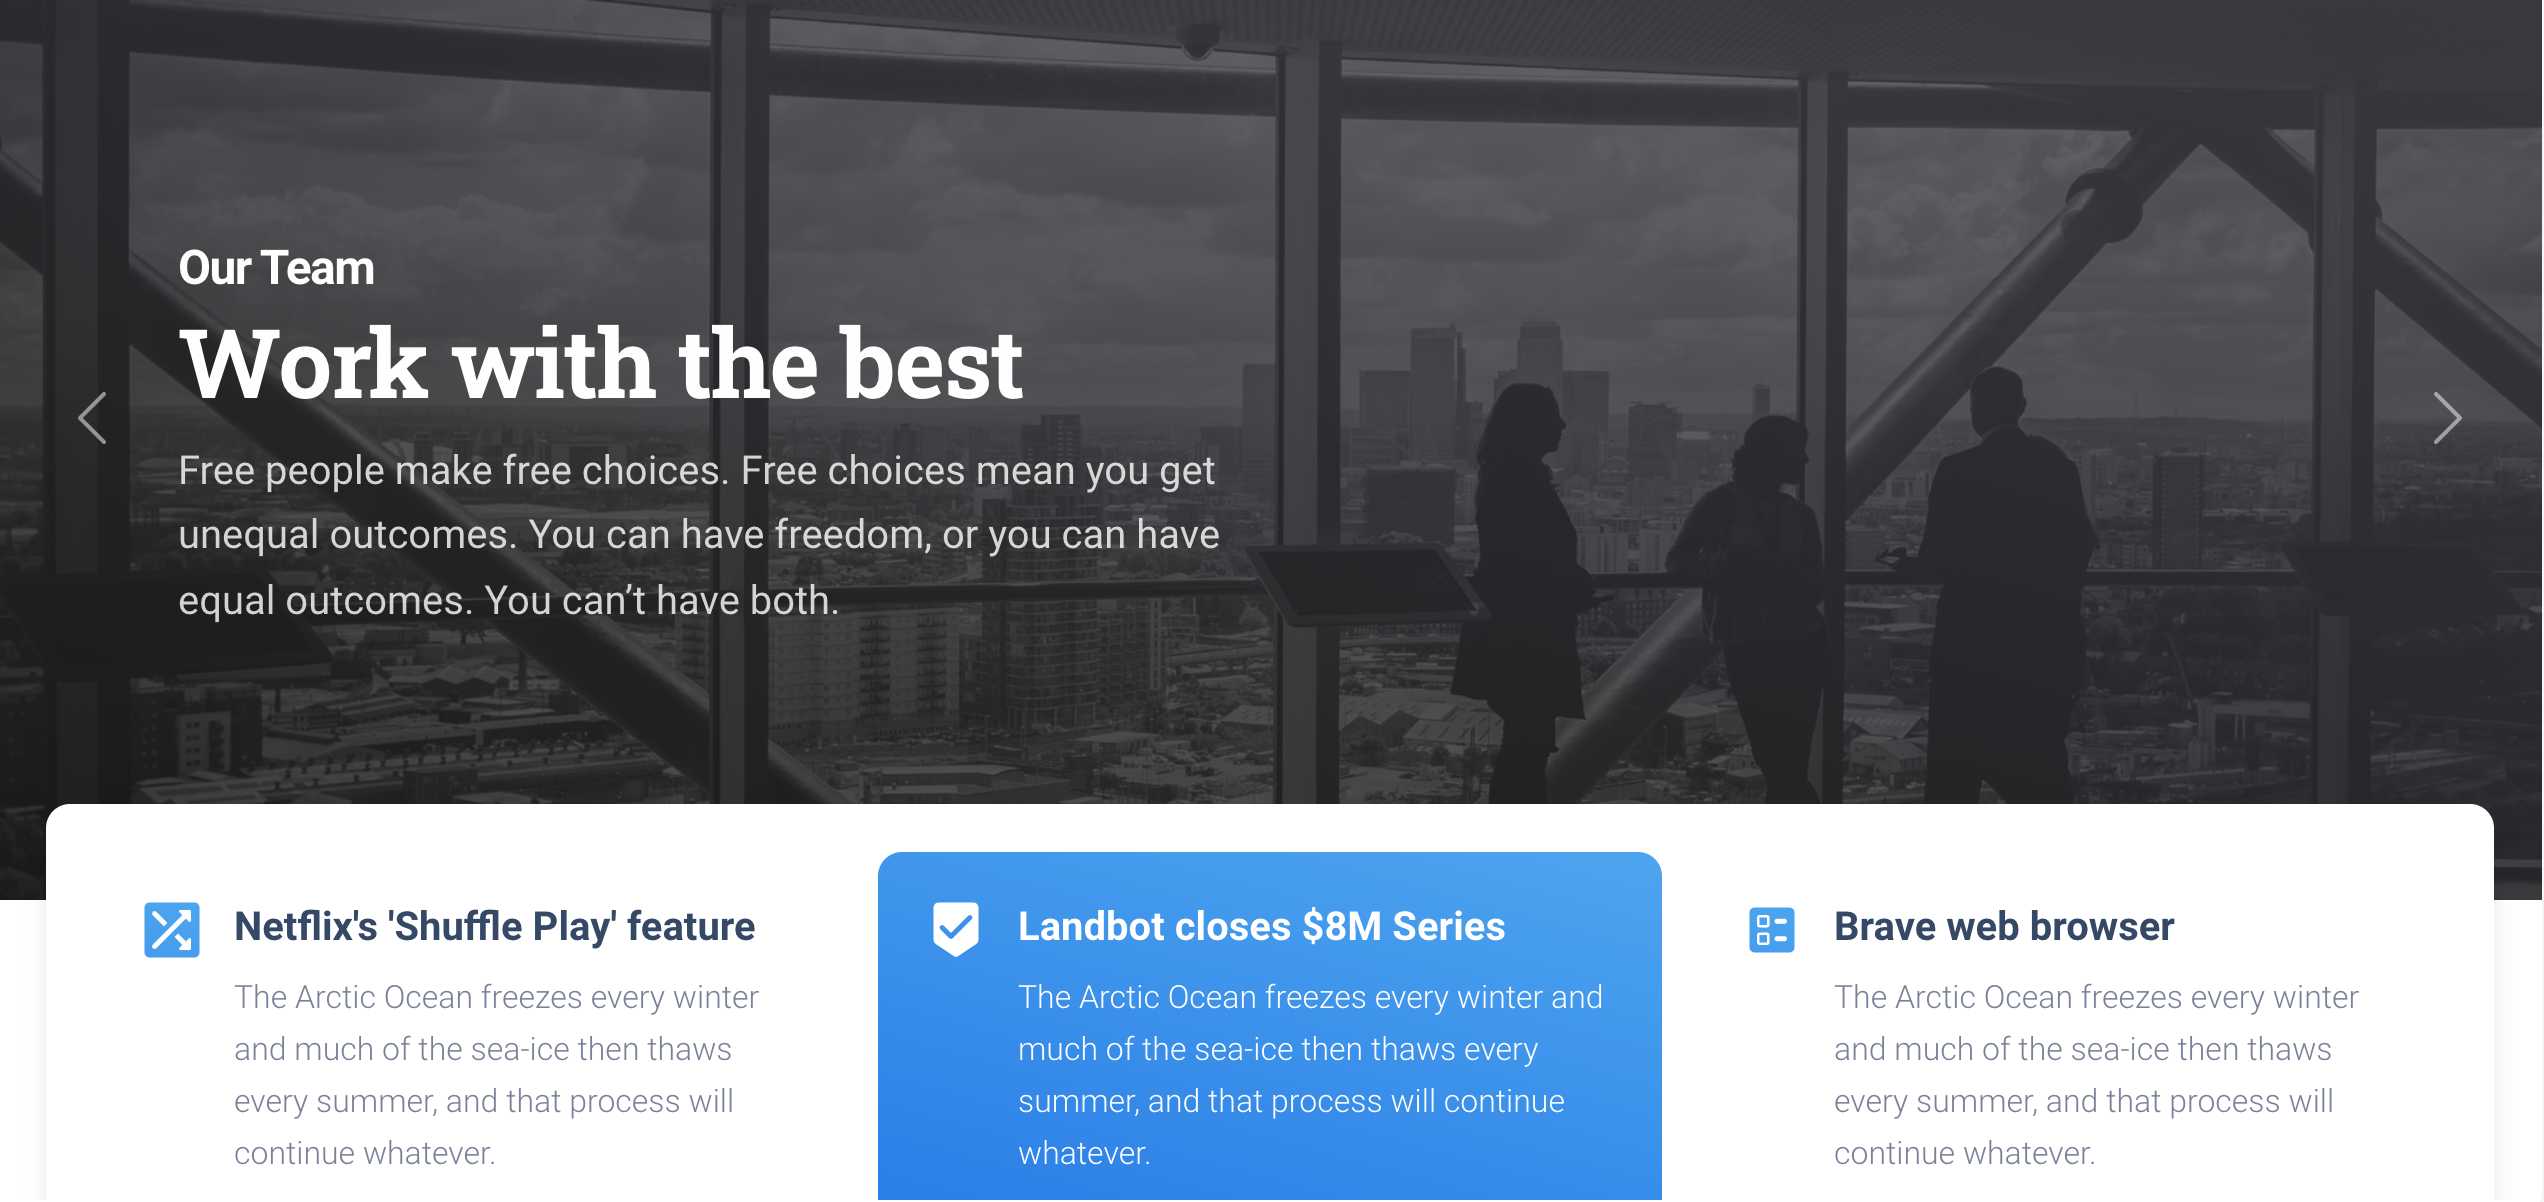 Our Team
Work with the best
Free people make free choices. Free choices mean you get
unequal outcomes. You can have freedom, or you can have
equal outcomes. You can’t have both.
Netflix's 'Shuffle Play' feature
The Arctic Ocean freezes every winter
and much of the sea-ice then thaws
every summer, and that process will
continue whatever.
Landbot closes $8M Series
The Arctic Ocean freezes every winter and
much of the sea-ice then thaws every
summer, and that process will continue
whatever.
Brave web browser
The Arctic Ocean freezes every winter
and much of the sea-ice then thaws
every summer, and that process will
continue whatever.